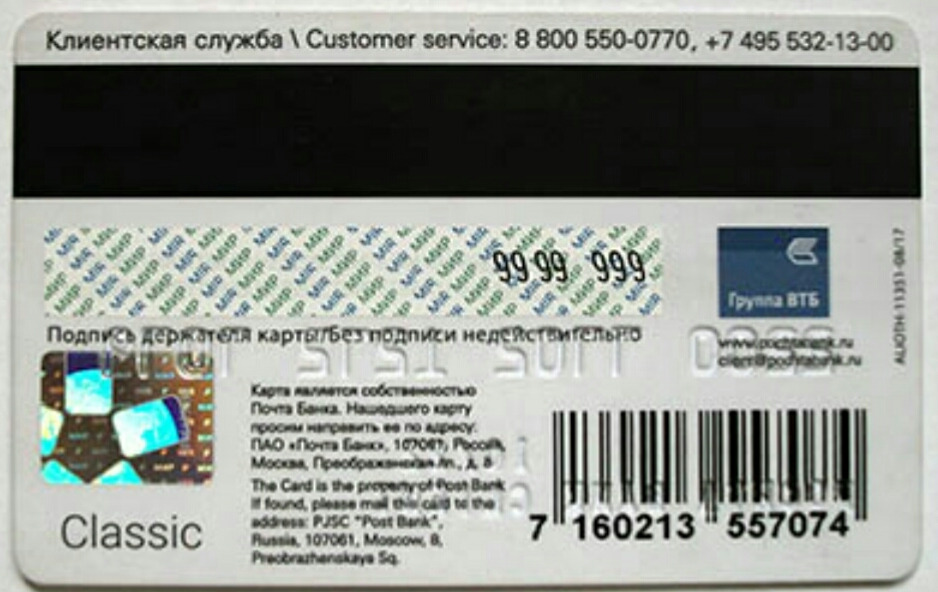 Клиентская служба \ Customer service: 8 800 550-0770, +7 495 532-13-00
Группа ВТБ
ALIOTH-11351-08/17
Подпись держателя карты/Без подписи недействительно
www.pochtabank.ru
client@pochtabank.ru
Карта является собственностью
Почта Банка. Нашедшего карту
просим направить ее по адресу:
ПАО «Почта Банк», 107061, Россия,
Москва, Преображенская пл., д. 8
The Card is the property of Post Bank
If found, please mail this card to the
address: PJSC "Post Bank",
Russia, 107061, Moscow, 8,
Preobrazhenskaya Sq.
Classic
7 160213 557074